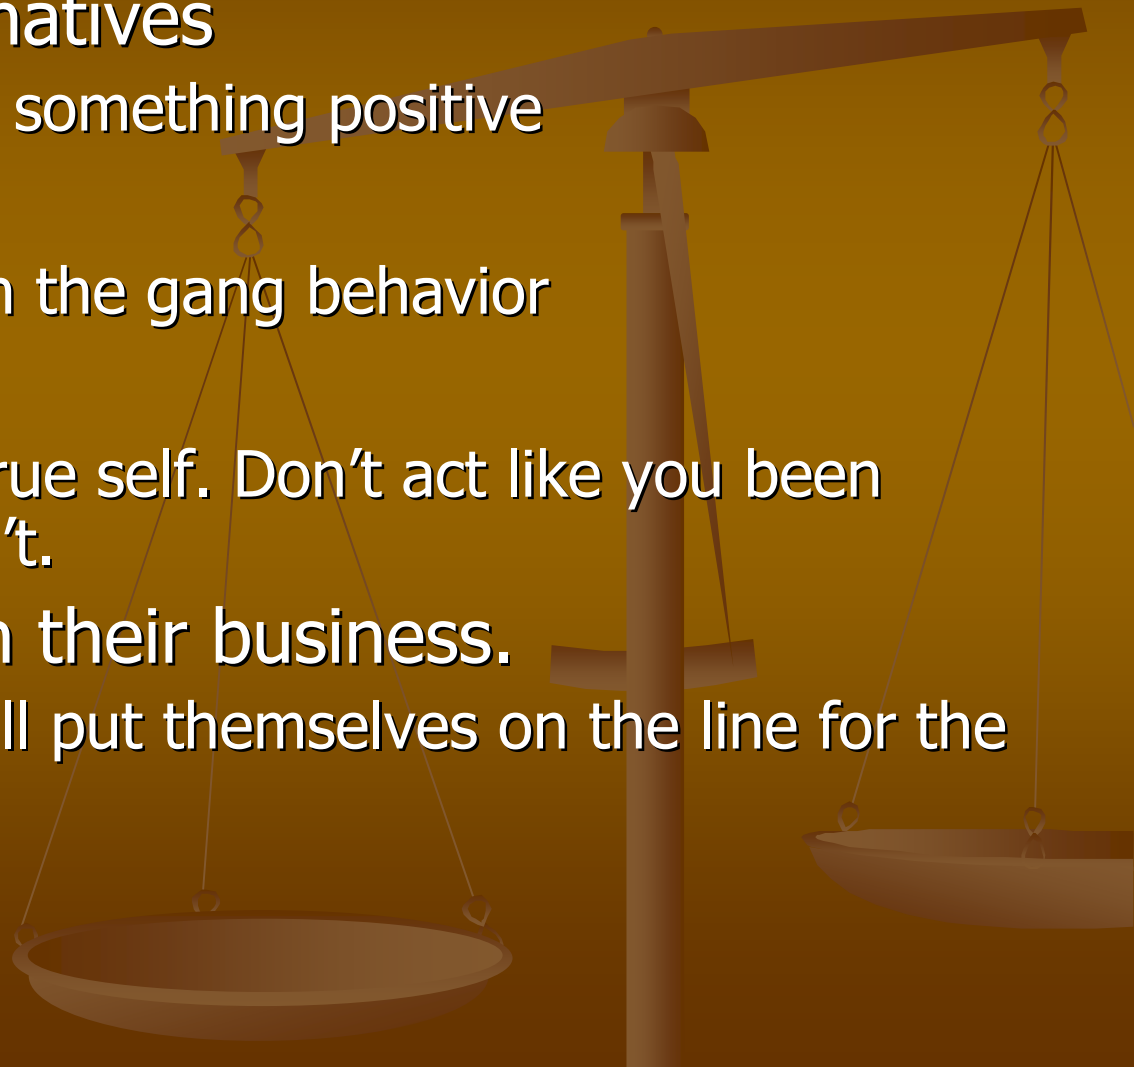 natives
something positive
n the gang behavior
rue self. Don’t act like you been
’t.
n their business.
ll put themselves on the line for the